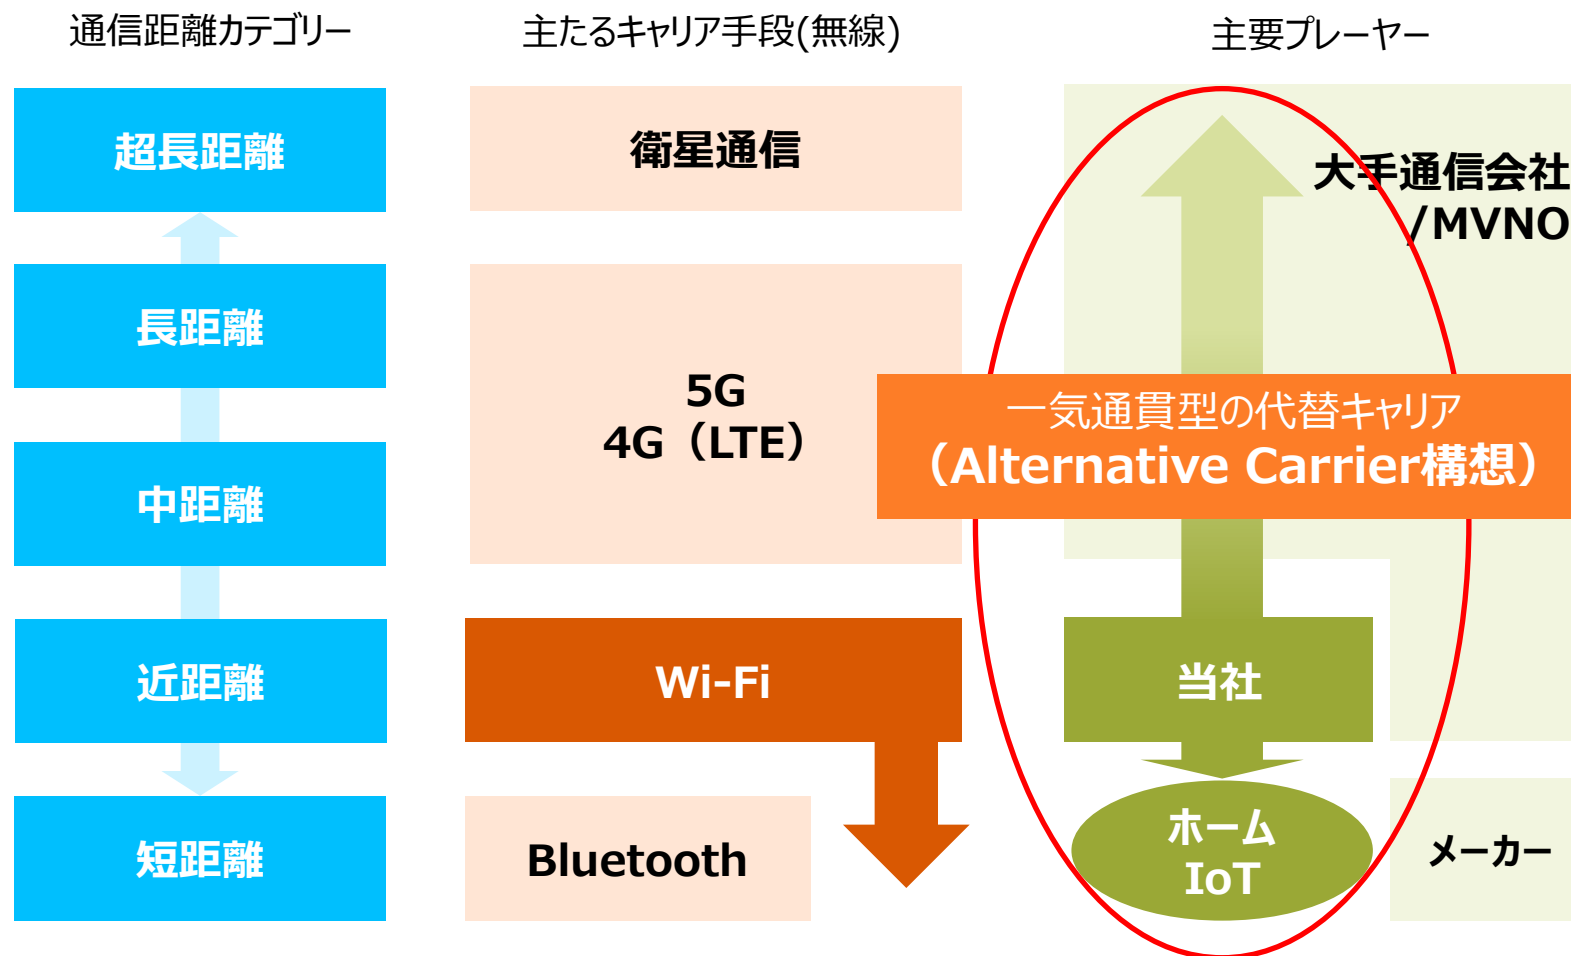 通信距離カテゴリー
主たるキャリア手段(無線)
主要プレーヤー
超長距離
衛星通信
大手通信会社
/MVNO
長距離
5G
4G（LTE）
一気通貫型の代替キャリア
（Alternative Carrier構想）
中距離
近距離
Wi-Fi
当社
短距離
Bluetooth
ホーム
IoT
メーカー